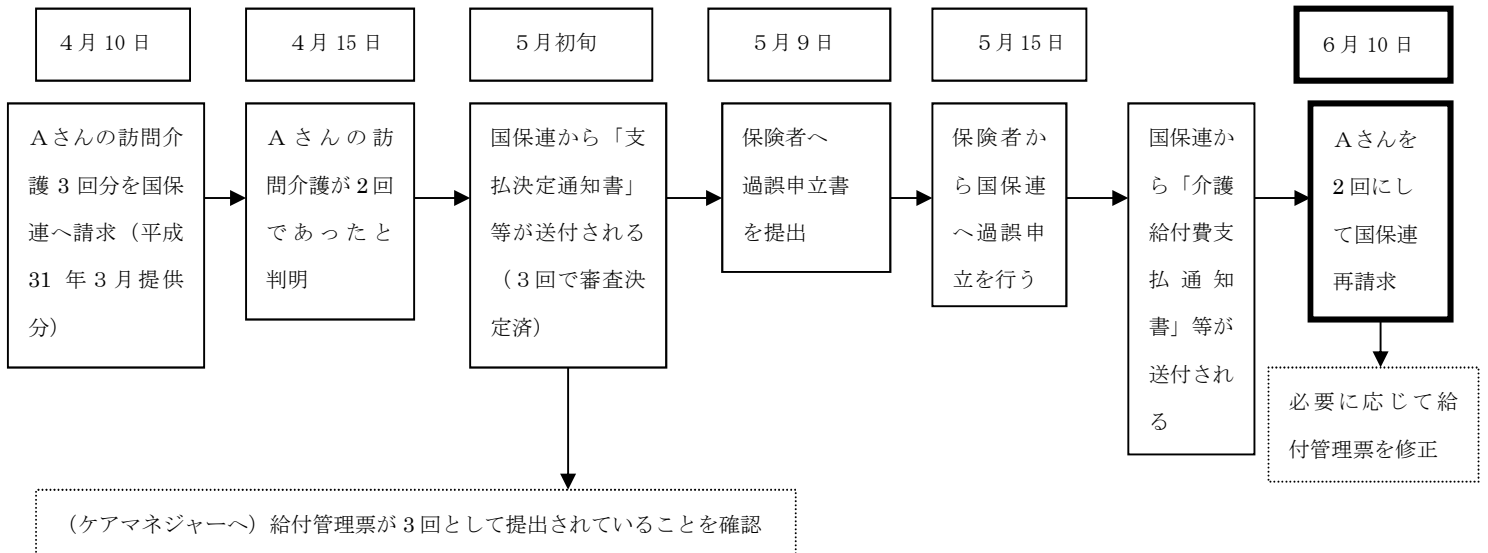 ４月 10 日
４月 15 日
５月初旬
５月９日
５月 15 日
６月 10 日
Ａさんの訪問介
護 3 回分を国保
連へ請求（平成
31 年３月提供
分）
Ａさんの訪
問介護が 2 回
であったと
判明
国保連から「支
払決定通知書」
等が送付される
（３回で審査決
定済）
保険者へ
過誤申立書
を提出
保険者か
ら国保連
へ過誤申
立を行う
国保連か
ら「介護
給付費支
払通知
書」等が
送付され
る
Ａさんを
2 回にし
て国保連
再請求
必要に応じて給
付管理票を修正
（ケアマネジャーへ）給付管理票が 3 回として提出されていることを確認